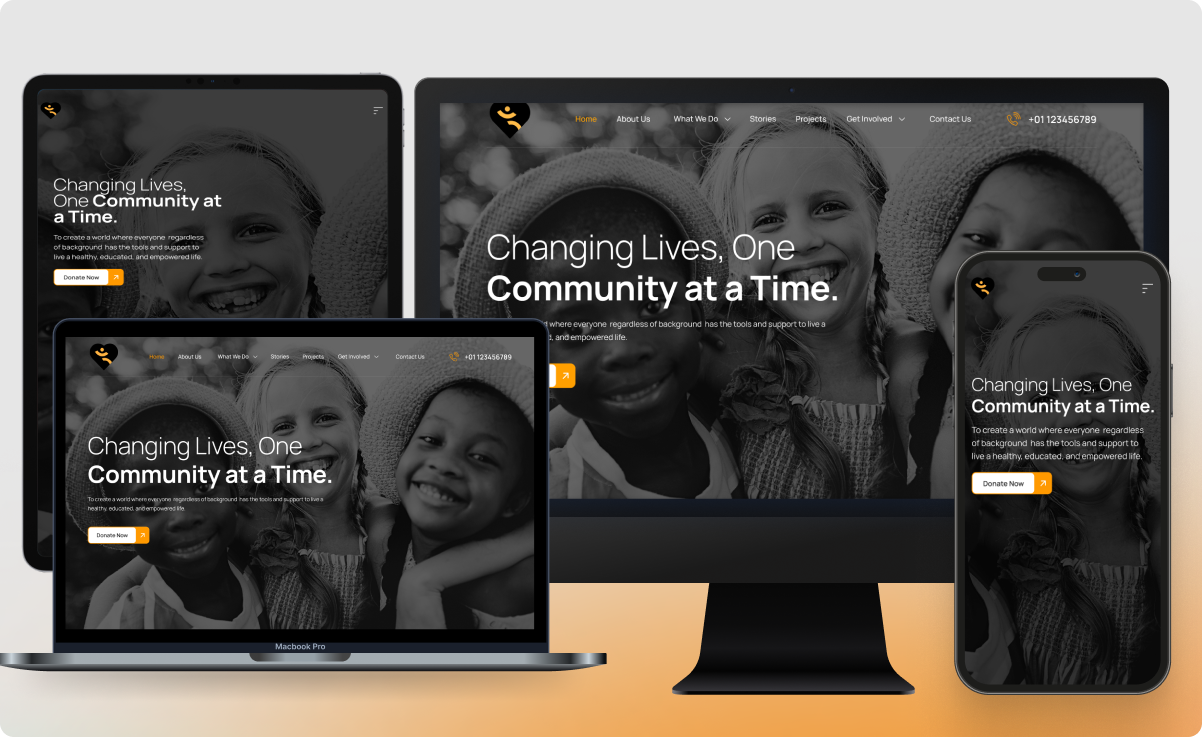 Changing Lives,
One Community at
a Time.
To create a world where everyone regardless
of background has the tools and support to
live a healthy, educated, and empowered life.
Donate Now
Home About Us What We Do Stories Projects Get Involved Contact Us +01 123456789
Changing Lives, One
Community at a Time.
where everyone regardless of background has the tools and support to live a
, and empowered life.
Home About Us What We Do Stories Projects Get Involved Contact Us +01 123456789
Changing Lives, One
Community at a Time.
To create a world where everyone regardless of background has the tools and support to live a
healthy, educated, and empowered life.
Donate Now
Macbook Pro
Changing Lives, One
Community at a Time.
To create a world where everyone regardless
of background has the tools and support to
live a healthy, educated, and empowered life.
Donate Now